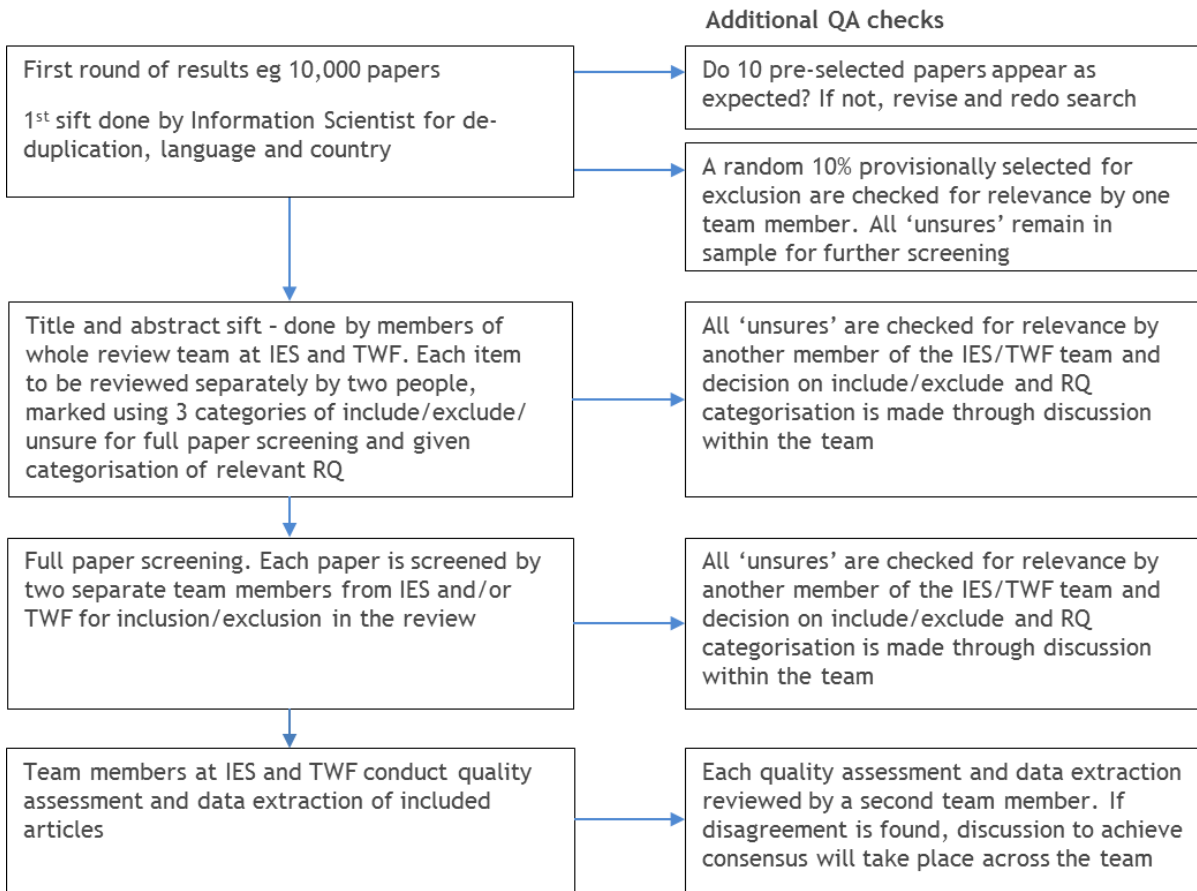 Additional QA checks
First round of results eg 10,000 papers
1st sift done by Information Scientist for de-
duplication, language and country
Do 10 pre-selected papers appear as
expected? If not, revise and redo search
A random 10% provisionally selected for
exclusion are checked for relevance by one
team member. All ‘unsures’ remain in
sample for further screening
Title and abstract sift – done by members of
whole review team at IES and TWF. Each item
to be reviewed separately by two people,
marked using 3 categories of include/exclude/
unsure for full paper screening and given
categorisation of relevant RQ
All ‘unsures’ are checked for relevance by
another member of the IES/TWF team and
decision on include/exclude and RQ
categorisation is made through discussion
within the team
Full paper screening. Each paper is screened by
two separate team members from IES and/or
TWF for inclusion/exclusion in the review
All ‘unsures’ are checked for relevance by
another member of the IES/TWF team and
decision on include/exclude and RQ
categorisation is made through discussion
within the team
Team members at IES and TWF conduct quality
assessment and data extraction of included
articles
Each quality assessment and data extraction
reviewed by a second team member. If
disagreement is found, discussion to achieve
consensus will take place across the team